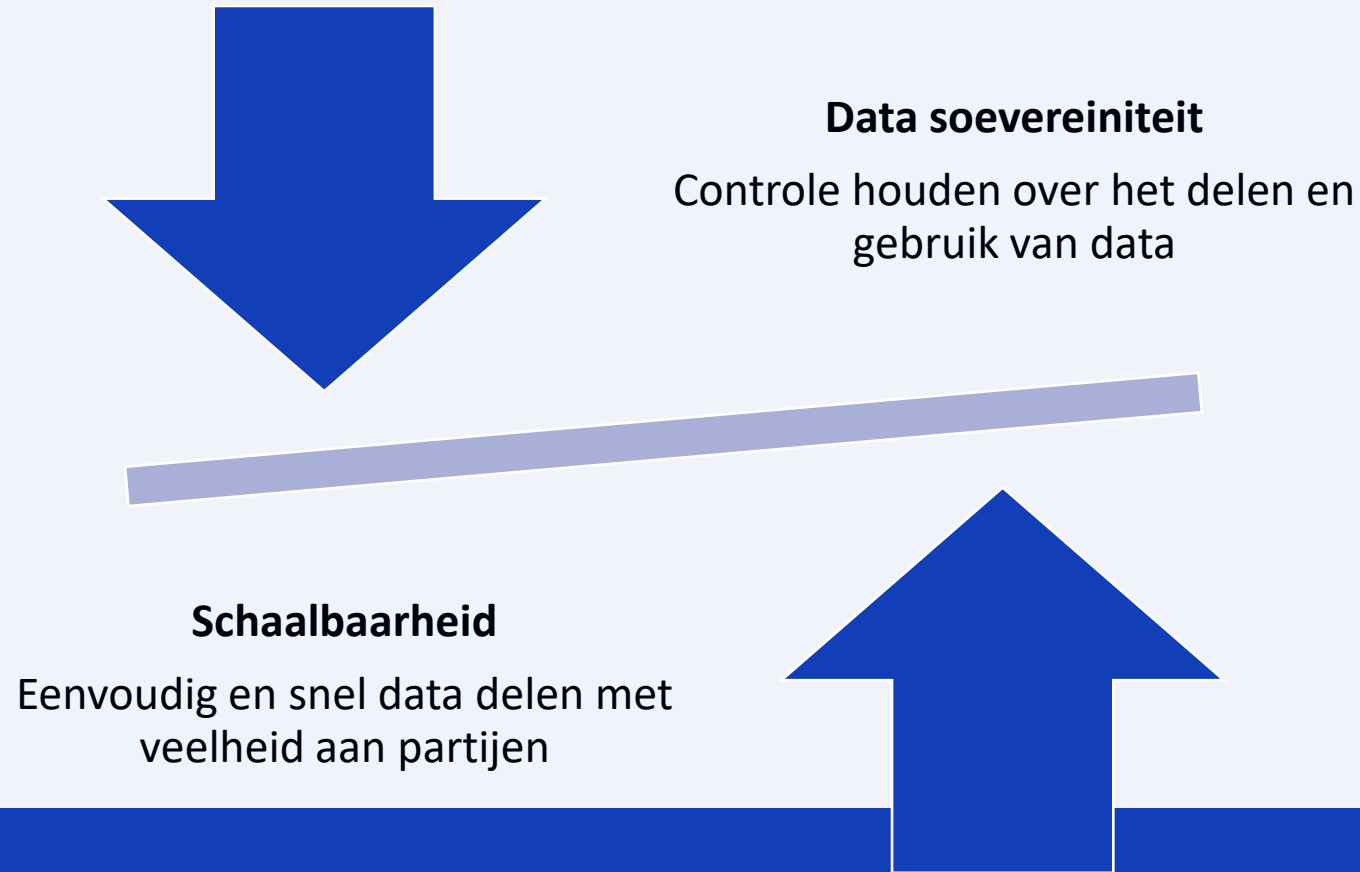 Data soevereiniteit
Controle houden over het delen en
gebruik van data
Schaalbaarheid
Eenvoudig en snel data delen met
veelheid aan partijen